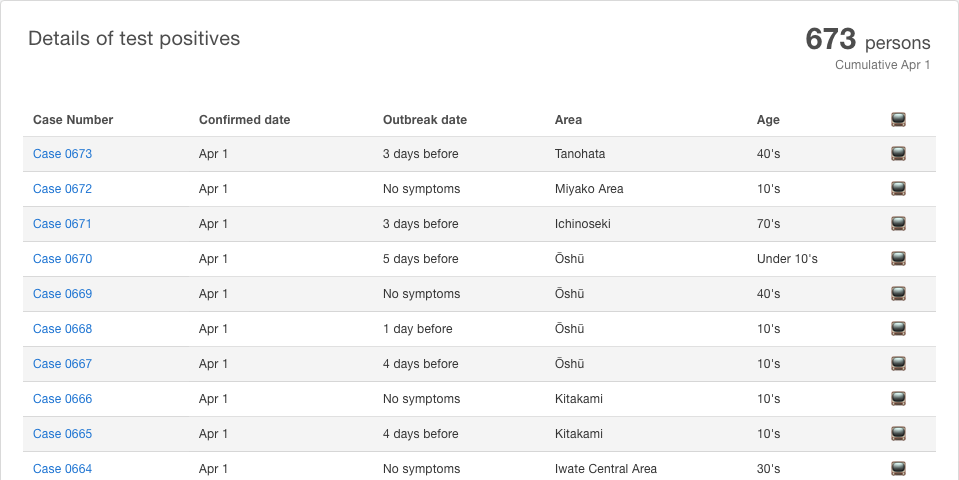 Details of test positives
673 persons
Cumulative Apr 1
Case Number Confirmed date Outbreak date Area Age
Case 0673 Apr 1 3 days before Tanohata 40's
Case 0672 Apr 1 No symptoms Miyako Area 10's
Case 0671 Apr 1 3 days before Ichinoseki 70's
Case 0670 Apr 1 5 days before Ōshū Under 10's
Case 0669 Apr 1 No symptoms Ōshū 40's
Case 0668 Apr 1 1 day before Ōshū 10's
Case 0667 Apr 1 4 days before Ōshū 10's
Case 0666 Apr 1 No symptoms Kitakami 10's
Case 0665 Apr 1 4 days before Kitakami 10's
Case 0664 Apr 1 No symptoms Iwate Central Area 30's